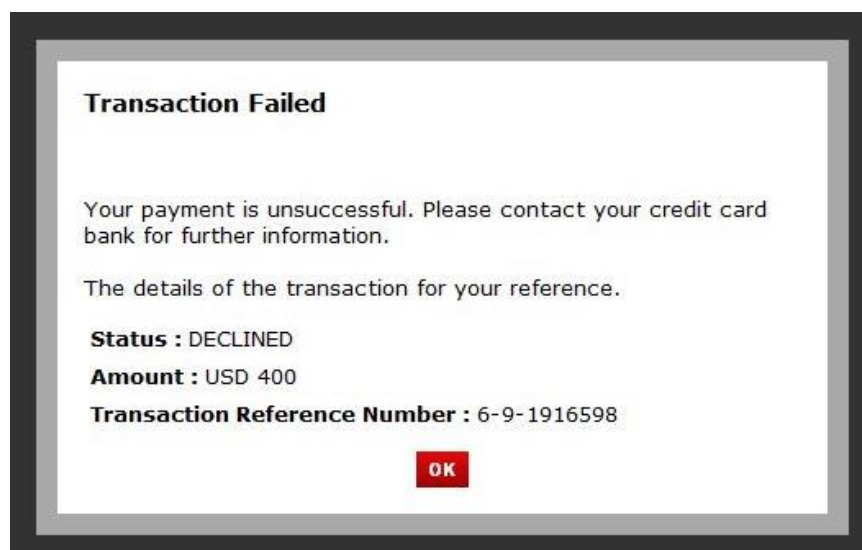 Transaction Failed
Your payment is unsuccessful. Please contact your credit card
bank for further information.
The details of the transaction for your reference.
Status : DECLINED
Amount : USD 400
Transaction Reference Number : 6-9-1916598
OK